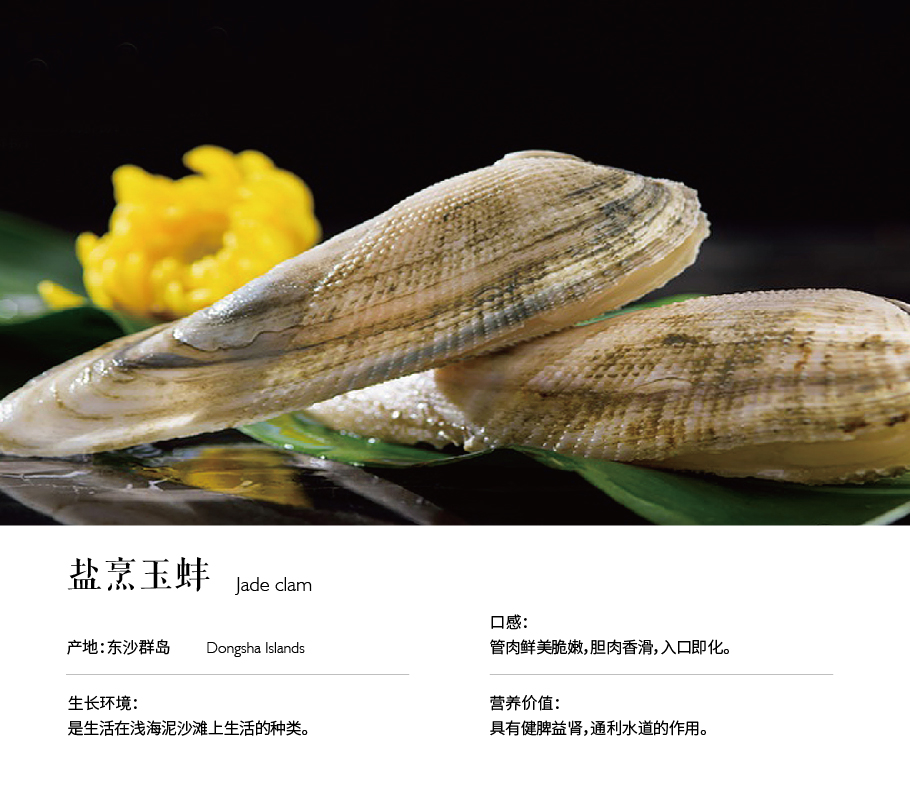 盐烹玉蚌 Jade clam
产地：东沙群岛 Dongsha Islands
生长环境：
是生活在浅海泥沙滩上生活的种类。
口感：
管肉鲜美脆嫩，胆肉香滑，入口即化。
营养价值：
具有健脾益肾，通利水道的作用。